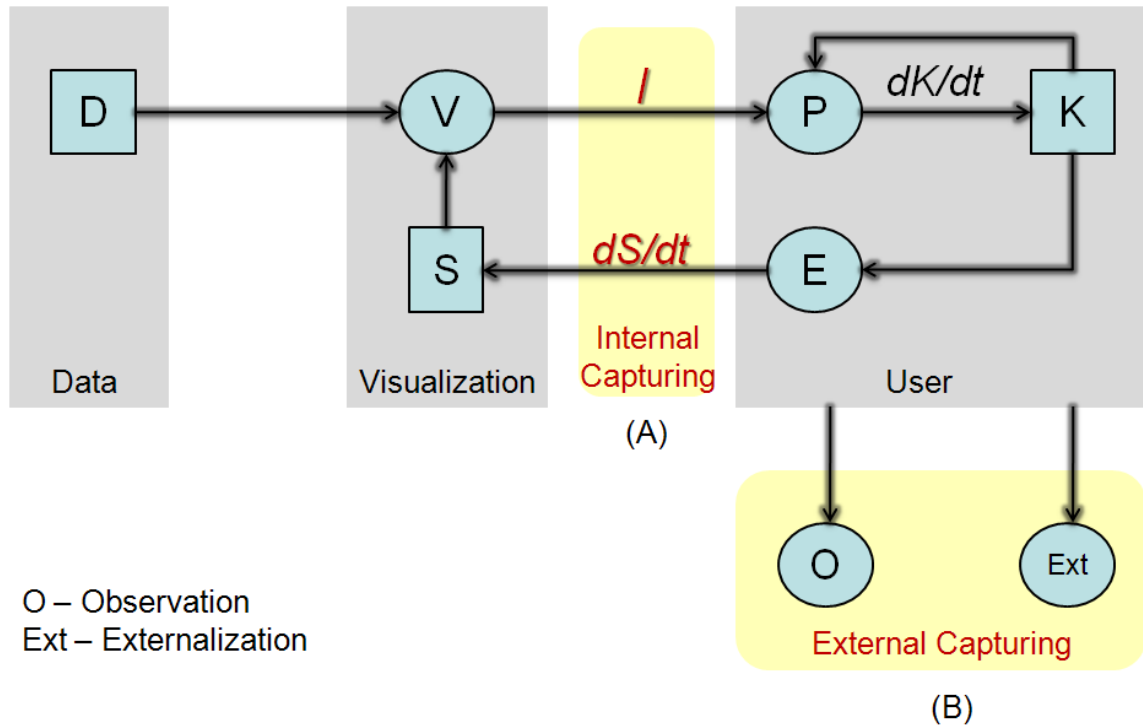 D
V
I
P
dK/dt
K
S
dS/dt
E
Data
Visualization
Internal
Capturing
User
(A)
O
Ext
O – Observation
Ext – Externalization
External Capturing
(B)